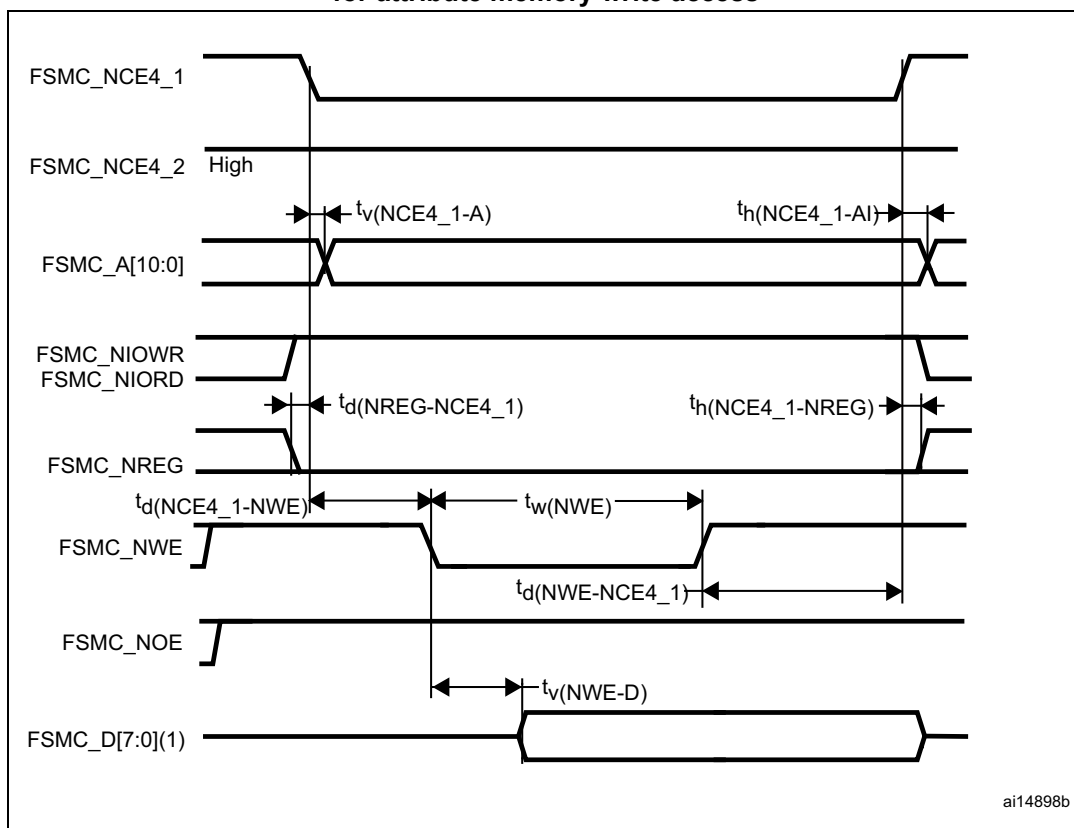 for attribute memory write access
FSMC_NCE4_1
FSMC_NCE4_2 High
tv(NCE4_1-A) th(NCE4_1-AI)
FSMC_A[10:0]
FSMC_NIOWR
FSMC_NIORD
td(NREG-NCE4_1) th(NCE4_1-NREG)
FSMC_NREG
td(NCE4_1-NWE) tw(NWE)
FSMC_NWE
td(NWE-NCE4_1)
FSMC_NOE
tv(NWE-D)
FSMC_D[7:0](1)
ai14898b